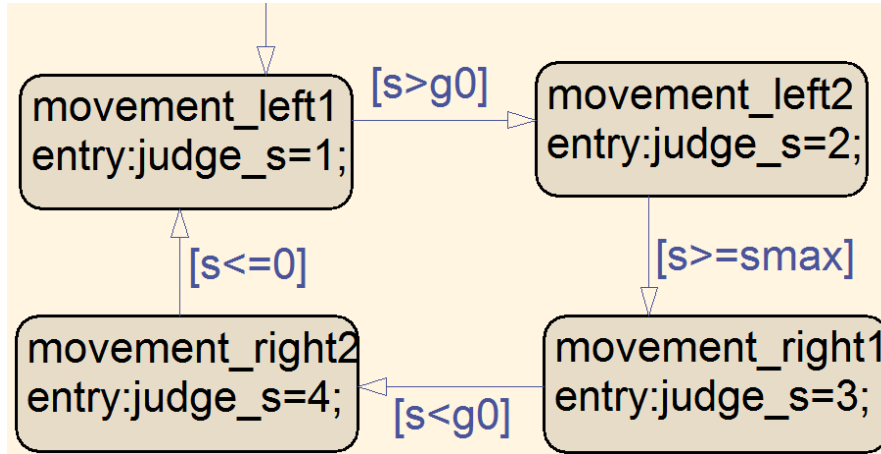 movement_left1
entry:judge_s=1;
[s>g0]
movement_left2
entry:judge_s=2;
[s<=0]
[s>=smax]
movement_right2
entry:judge_s=4;
[s<g0]
movement_right1
entry:judge_s=3;